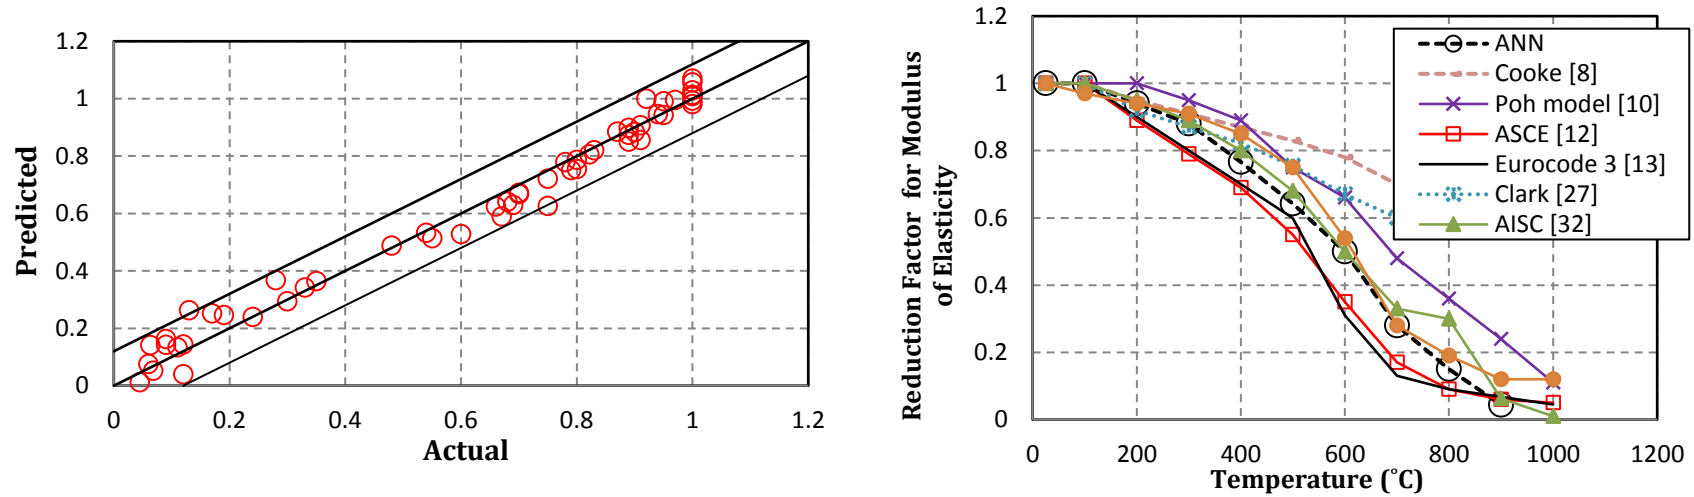 1.2
1
0.8
0.6
0.4
0.2
0
0
0.2
0.4
0.6
0.8
1
1.2
Predicted
Actual
1.2
1
0.8
0.6
0.4
0.2
0
0
200
400
600
800
1000
1200
Reduction Factor for Modulus
of Elasticity
Temperature (°C)
ANN
Cooke [8]
Poh model [10]
ASCE [12]
Eurocode 3 [13]
Clark [27]
AISC [32]